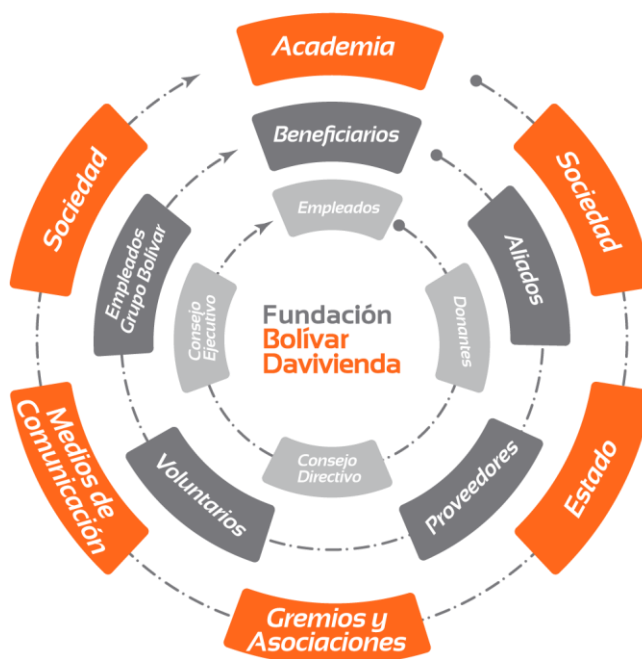 Academia
Sociedad
Estado
Gremios y
Asociaciones
Medios de
Comunicación
Sociedad
Beneficiarios
Aliados
Proveedores
Voluntarios
Empleados
Grupo Bolívar
Empleados
Donantes
Consejo
Directivo
Consejo
Ejecutivo
Fundación
Bolívar
Davivienda